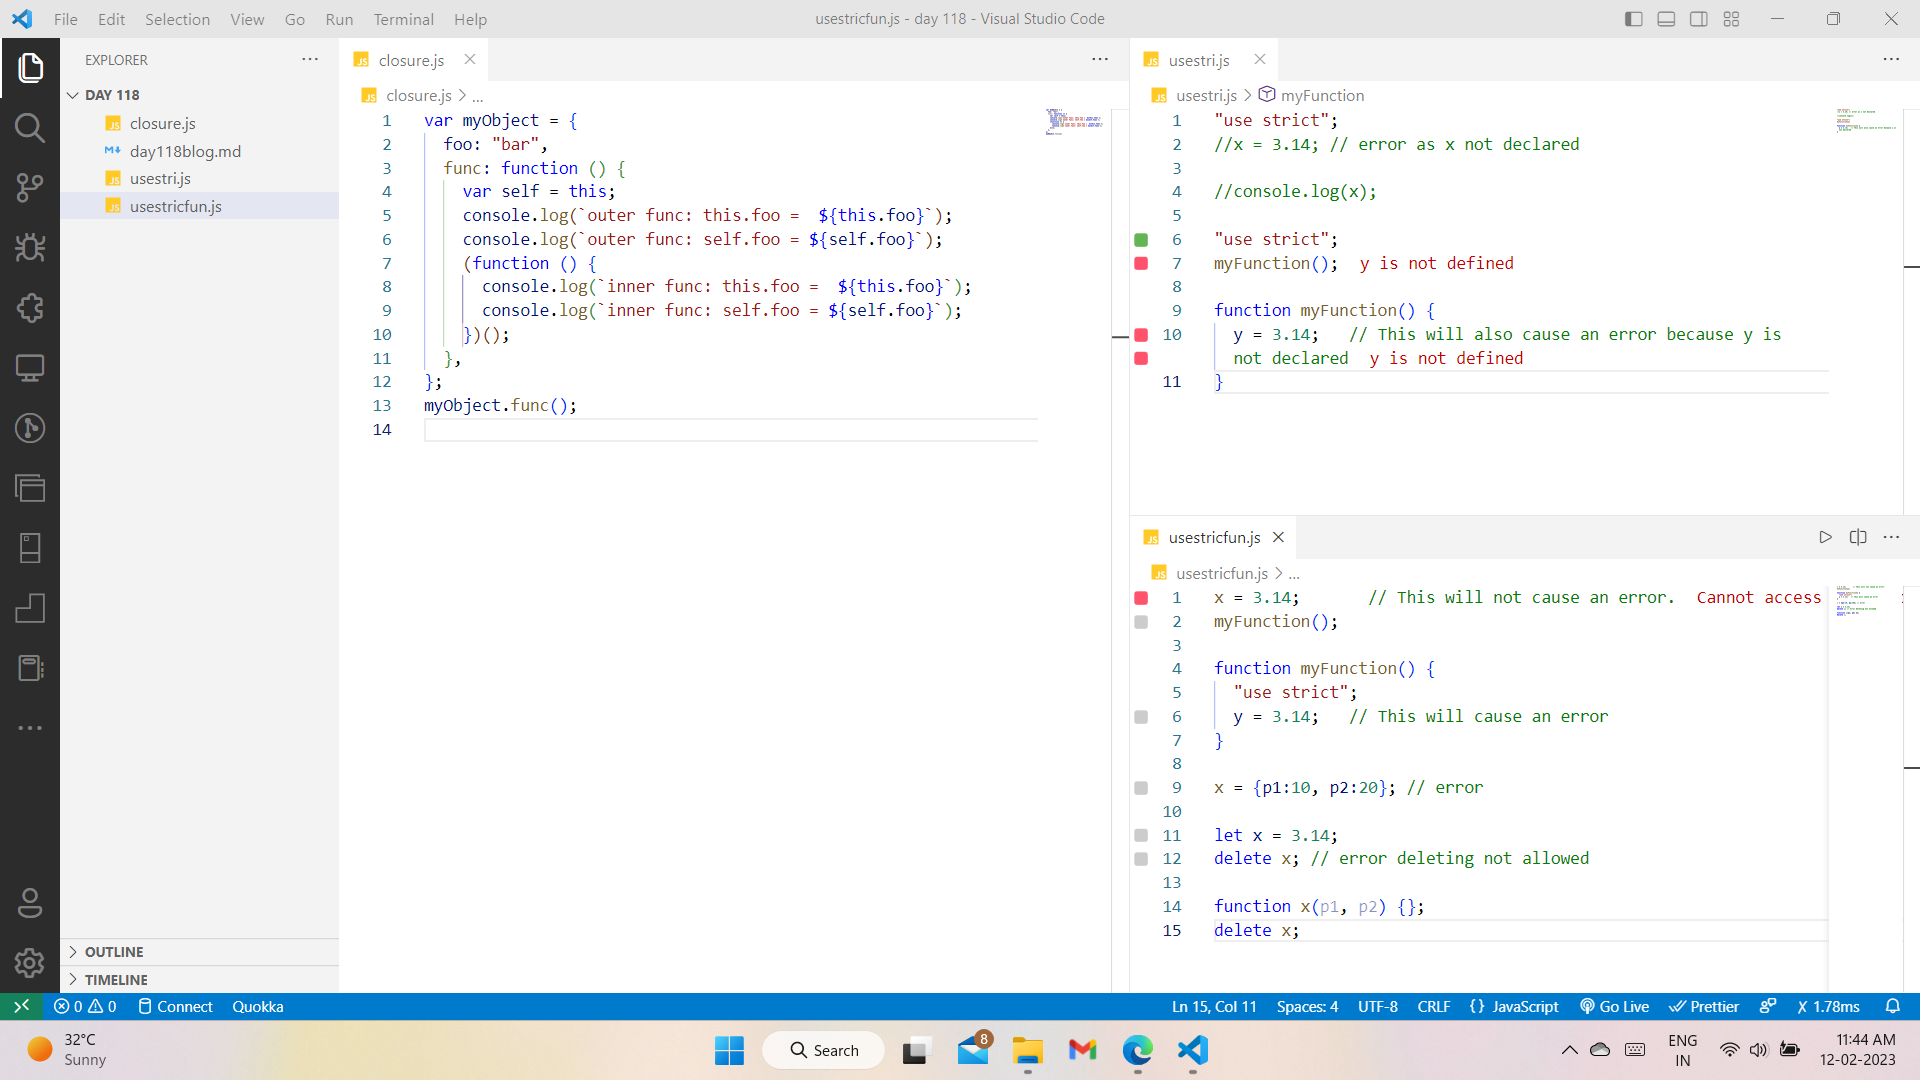 File Edit Selection View Go Run Terminal Help
usestricfun.js - day 118 - Visual Studio Code
EXPLORER
DAY 118
closure.js
day118blog.md
usestri.js
usestricfun.js
OUTLINE
TIMELINE
closure.js
closure.js > ...
1 var myObject = {
2 foo: "bar",
3 func: function () {
4 var self = this;
5 console.log(`outer func: this.foo =  ${this.foo}`);
6 console.log(`outer func: self.foo = ${self.foo}`);
7 (function () {
8 console.log(`inner func: this.foo =  ${this.foo}`);
9 console.log(`inner func: self.foo = ${self.foo}`);
10 })();
11 },
12 };
13 myObject.func();
14
usestri.js
usestri.js > myFunction
1 "use strict";
2 //x = 3.14; // error as x not declared
3
4 //console.log(x);
5
6 "use strict";
7 myFunction();  y is not defined
8
9 function myFunction() {
10 y = 3.14;   // This will also cause an error because y is
not declared  y is not defined
11 }
usestricfun.js
usestricfun.js > ...
1 x = 3.14;       // This will not cause an error.  Cannot access
2 myFunction();
3
4 function myFunction() {
5 "use strict";
6 y = 3.14;   // This will cause an error
7 }
8
9 x = {p1:10, p2:20}; // error
10
11 let x = 3.14;
12 delete x; // error deleting not allowed
13
14 function x(p1, p2) {};
15 delete x;
0 0 Connect Quokka
Ln 15, Col 11 Spaces: 4 UTF-8 CRLF {} JavaScript Go Live Prettier X 1.78ms
32°C
Sunny
Search
8
ENG
IN
11:44 AM
12-02-2023